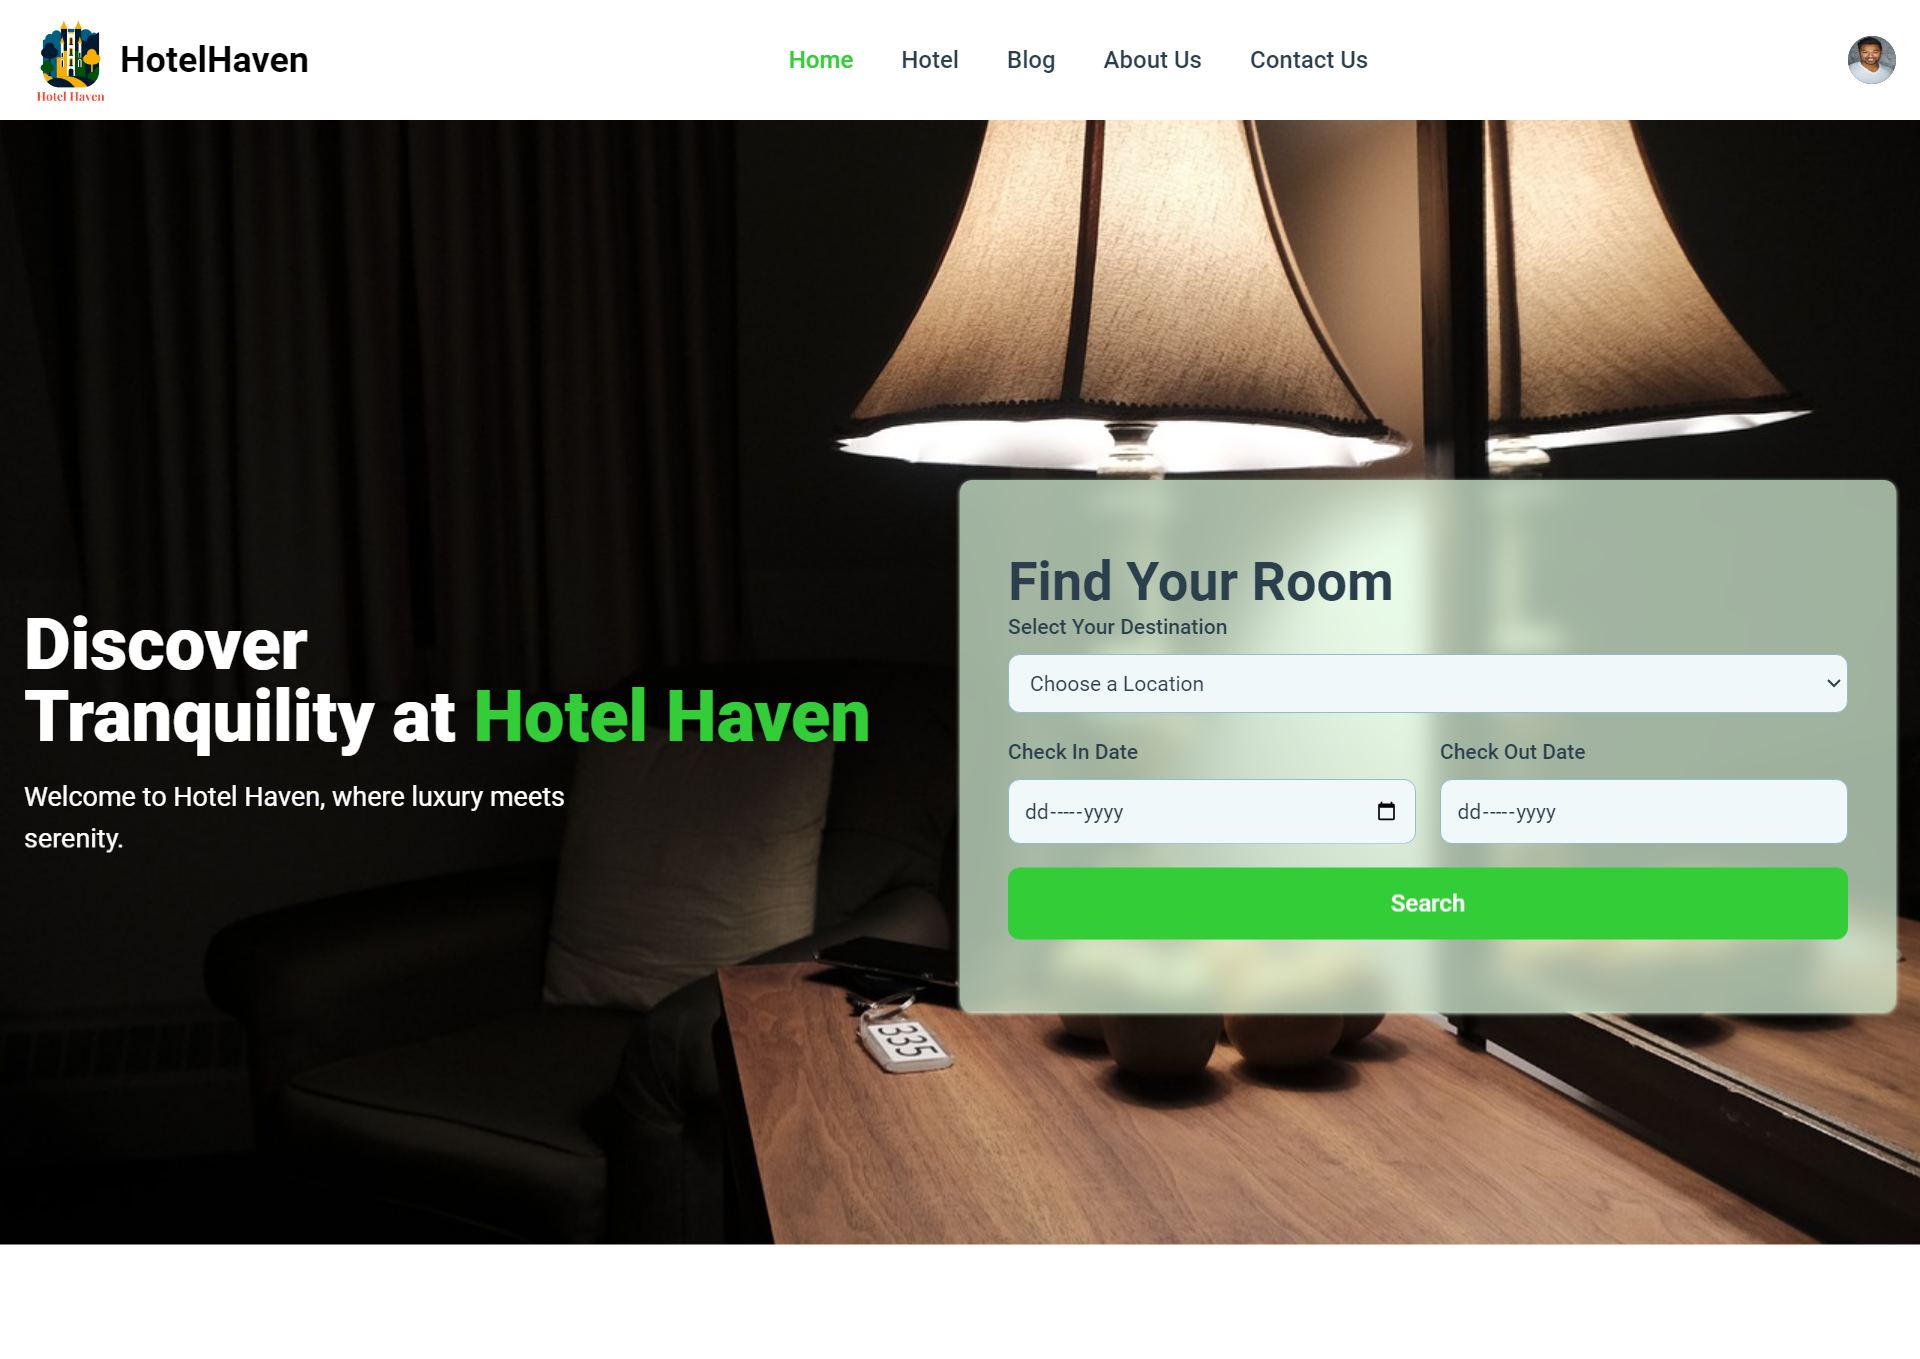 Hotel Haven
HotelHaven
Home
Hotel
Blog
About Us
Contact Us
Discover
Tranquility at Hotel Haven
Welcome to Hotel Haven, where luxury meets
serenity.
335
Find Your Room
Select Your Destination
Choose a Location
Check In Date
Check Out Date
dd-----yyyy
dd-----yyyy
Search